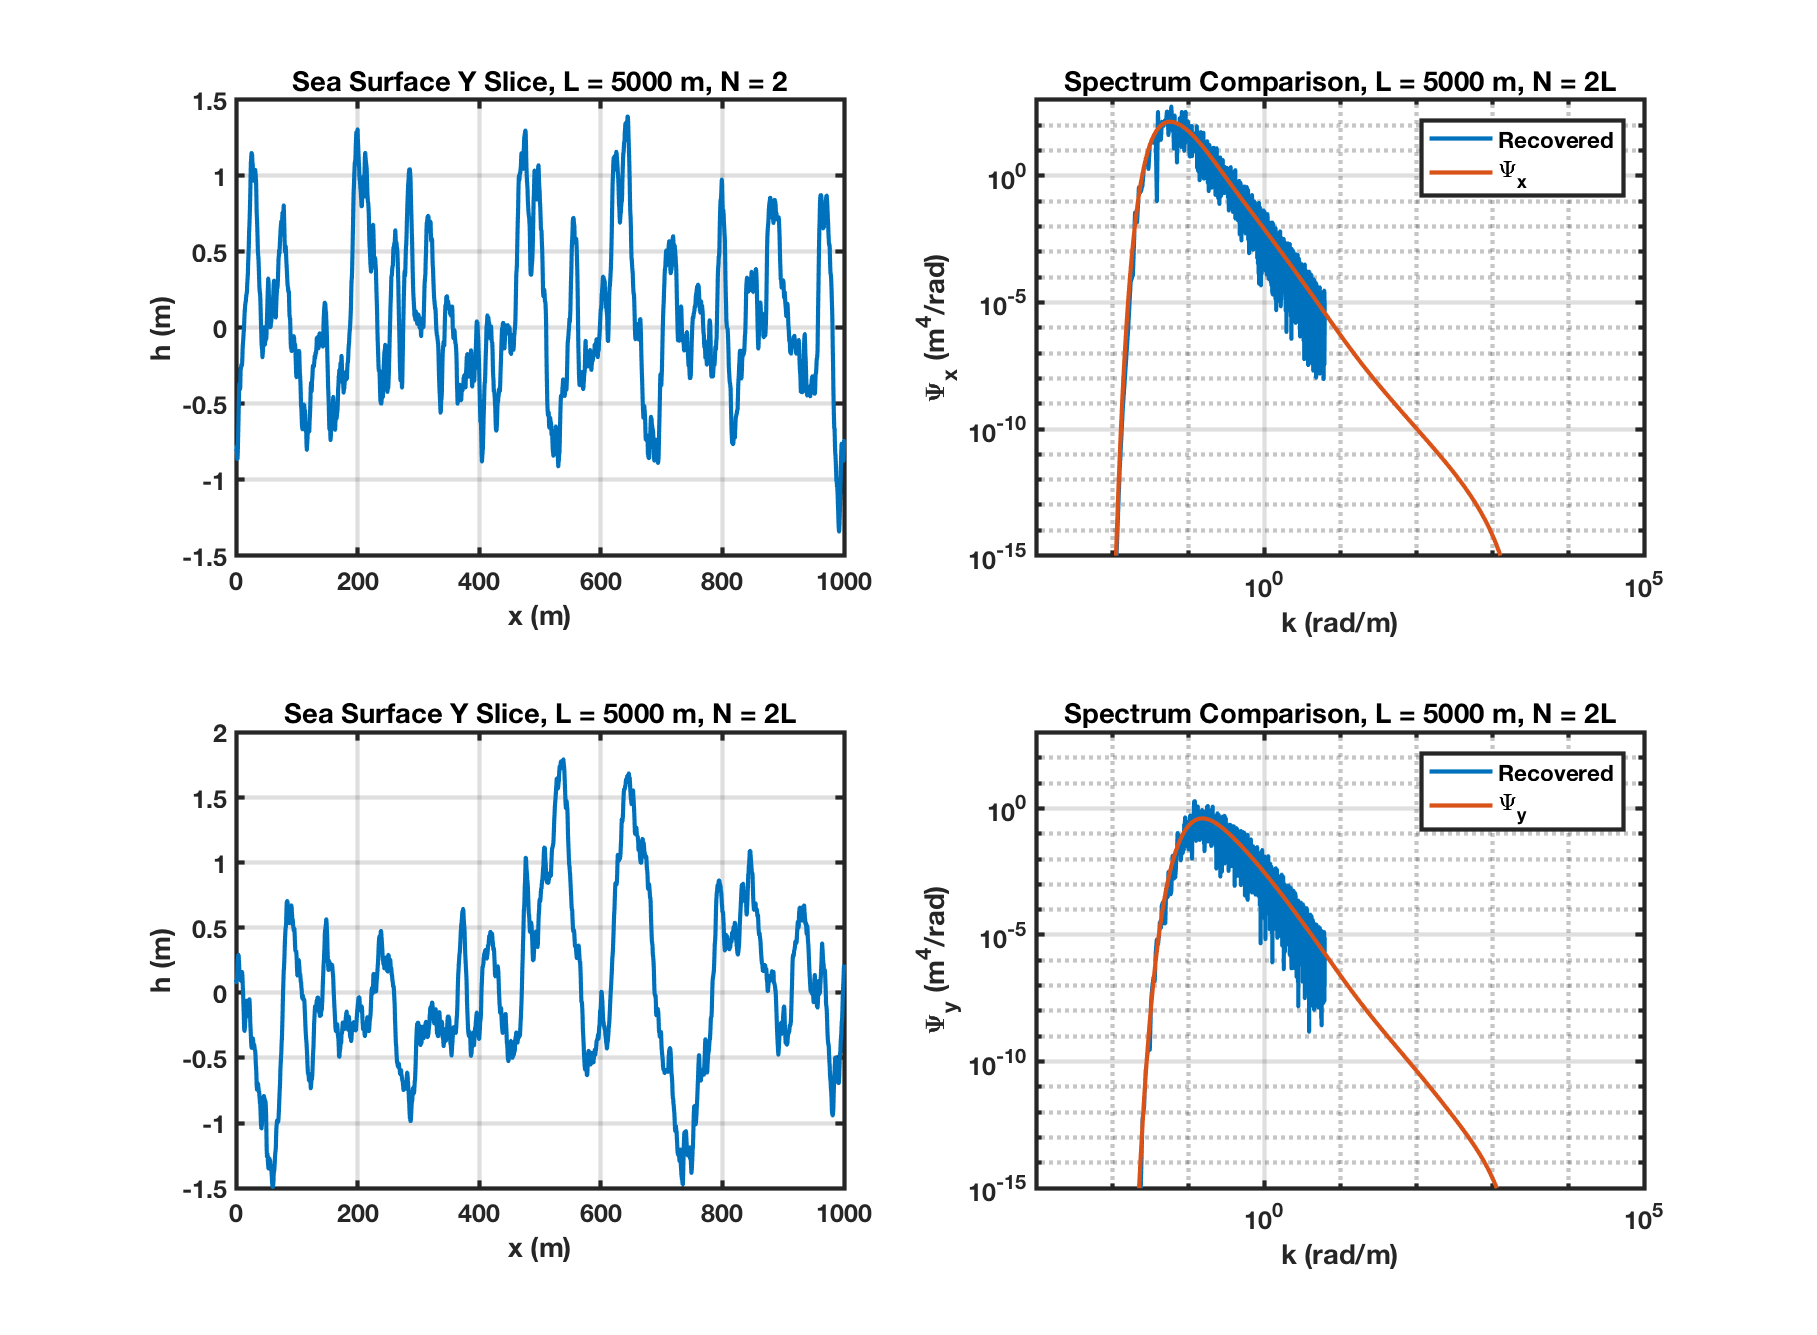 Sea Surface Y Slice, L = 5000 m, N = 2
1.5
1
0.5
0
-0.5
-1
-1.5
h (m)
0 200 400 600 800 1000
x (m)
Spectrum Comparison, L = 5000 m, N = 2L
Recovered
Ψx
10^0
10^-5
10^-10
10^-15
Ψx (m^4/rad)
10^0 10^5
k (rad/m)
Sea Surface Y Slice, L = 5000 m, N = 2L
2
1.5
1
0.5
0
-0.5
-1
-1.5
h (m)
0 200 400 600 800 1000
x (m)
Spectrum Comparison, L = 5000 m, N = 2L
Recovered
Ψy
10^0
10^-5
10^-10
10^-15
Ψy (m^4/rad)
10^0 10^5
k (rad/m)